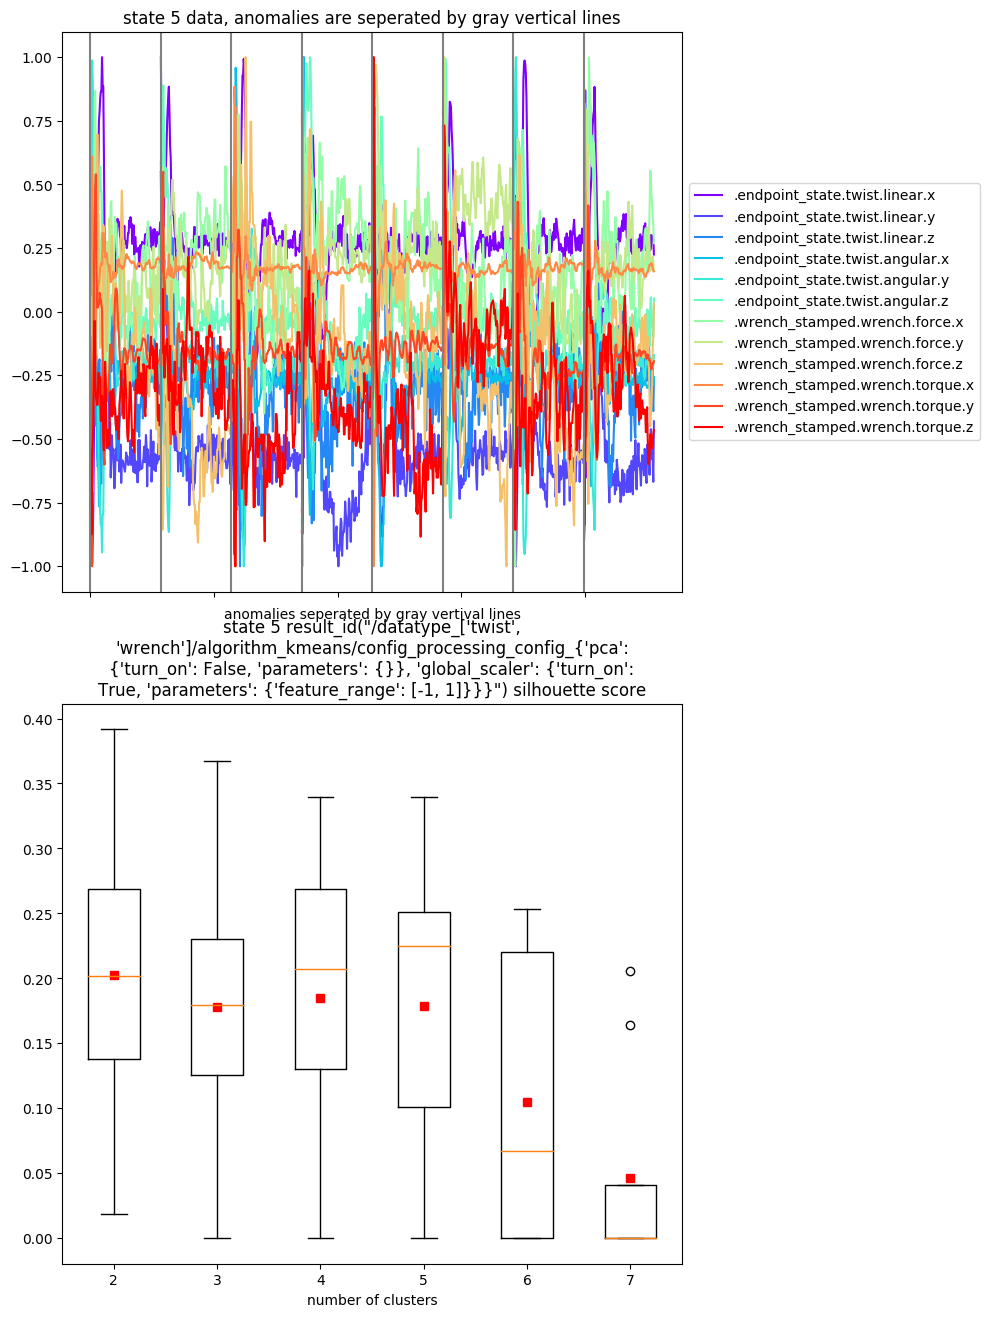 state 5 data, anomalies are seperated by gray vertical lines
1.00
0.75
0.50
0.25
0.00
−0.25
−0.50
−0.75
−1.00
.endpoint_state.twist.linear.x
.endpoint_state.twist.linear.y
.endpoint_state.twist.linear.z
.endpoint_state.twist.angular.x
.endpoint_state.twist.angular.y
.endpoint_state.twist.angular.z
.wrench_stamped.wrench.force.x
.wrench_stamped.wrench.force.y
.wrench_stamped.wrench.force.z
.wrench_stamped.wrench.torque.x
.wrench_stamped.wrench.torque.y
.wrench_stamped.wrench.torque.z
anomalies seperated by gray vertival lines
state 5 result_id("/datatype_['twist',
'wrench']/algorithm_kmeans/config_processing_config_{'pca':
{'turn_on': False, 'parameters': {}}, 'global_scaler': {'turn_on':
True, 'parameters': {'feature_range': [-1, 1]}}}") silhouette score
0.40
0.35
0.30
0.25
0.20
0.15
0.10
0.05
0.00
2 3 4 5 6 7
number of clusters